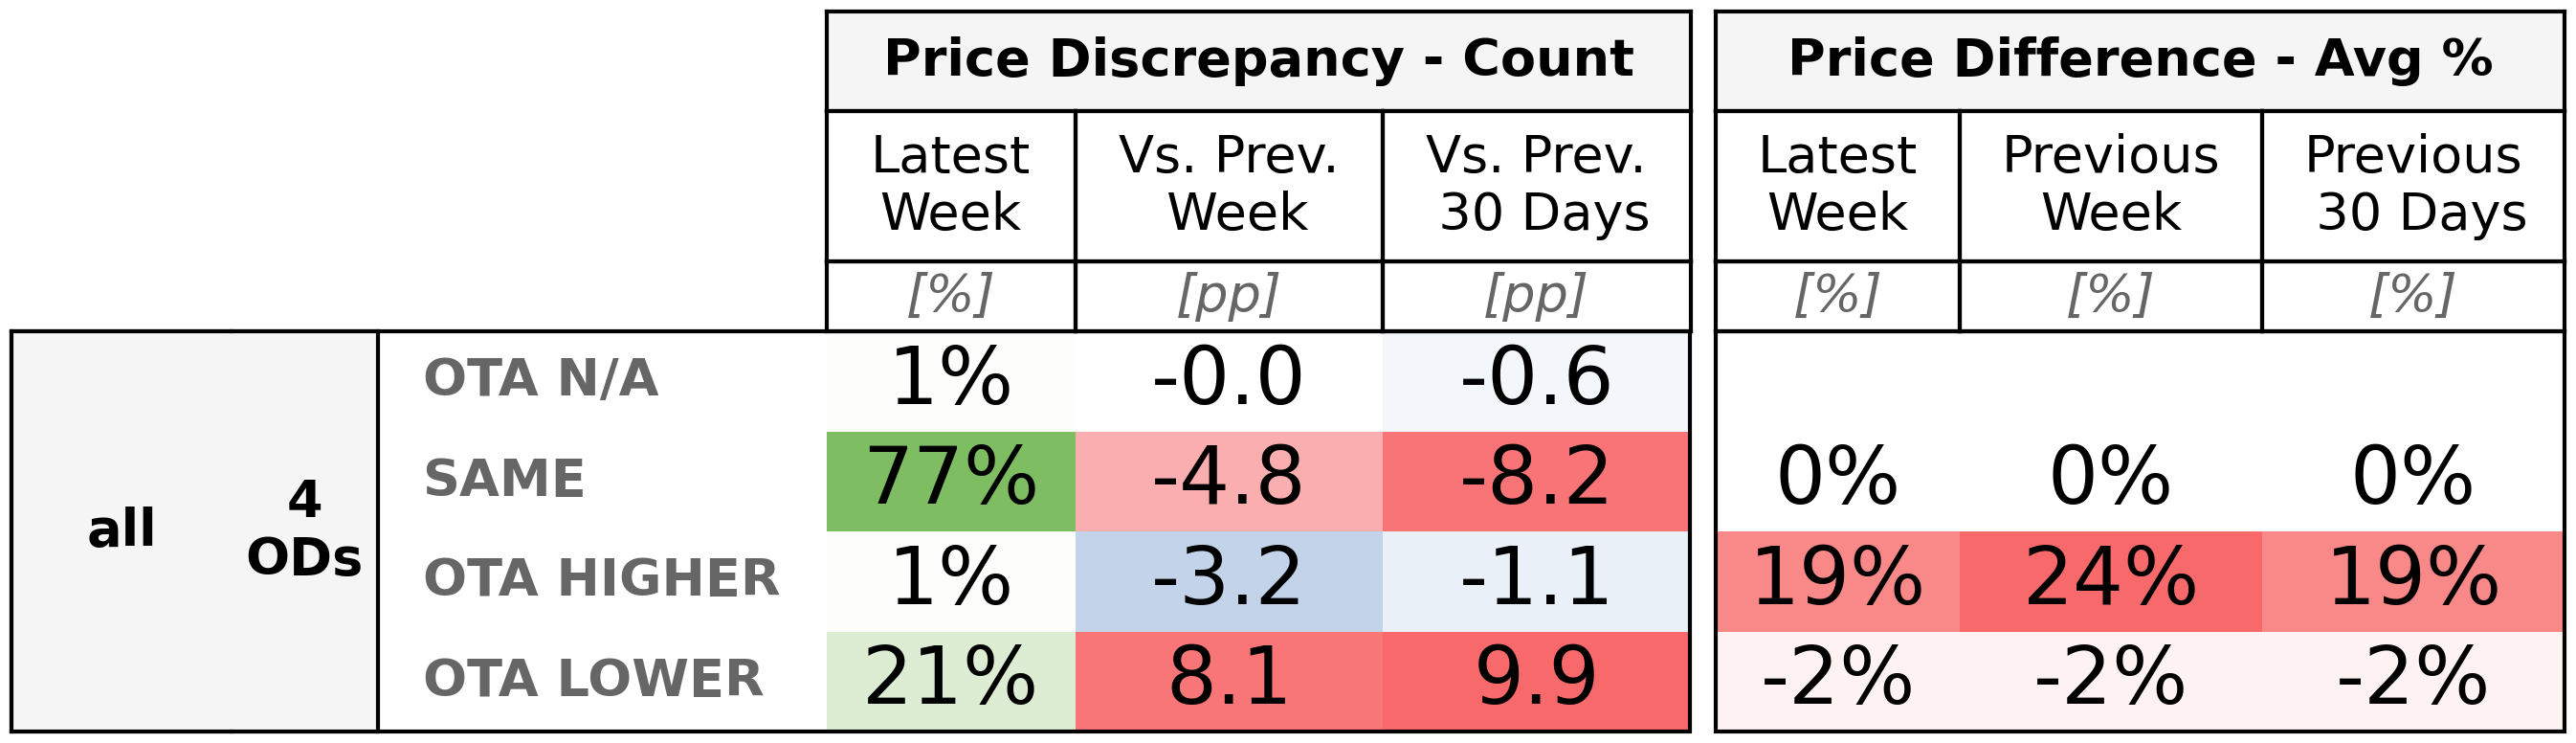 Price Discrepancy - Count Price Difference - Avg %
Latest Week Vs. Prev. Week Vs. Prev. 30 Days Latest Week Previous Week Previous 30 Days
[%] [pp] [pp] [%] [%] [%]
all 4 ODs
OTA N/A 1% -0.0 -0.6
SAME 77% -4.8 -8.2 0% 0% 0%
OTA HIGHER 1% -3.2 -1.1 19% 24% 19%
OTA LOWER 21% 8.1 9.9 -2% -2% -2%